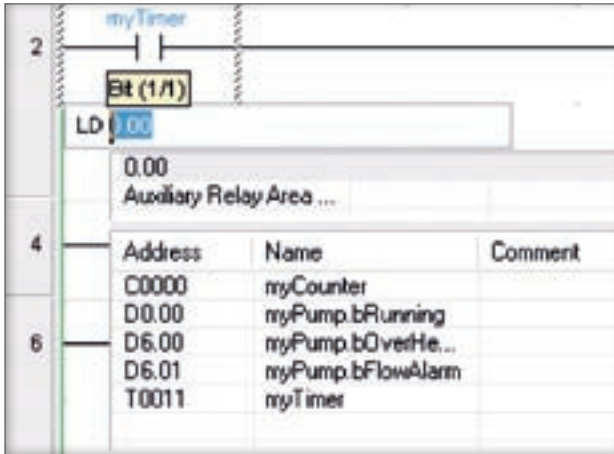 myTimer
2
Bit (1/1)
LD 0.00
0.00
Auxiliary Relay Area ...
4
Address Name Comment
C0000 myCounter
D0.00 myPump.bRunning
6
D6.00 myPump.bOverHe...
D6.01 myPump.bFlowAlarm
T0011 myTimer